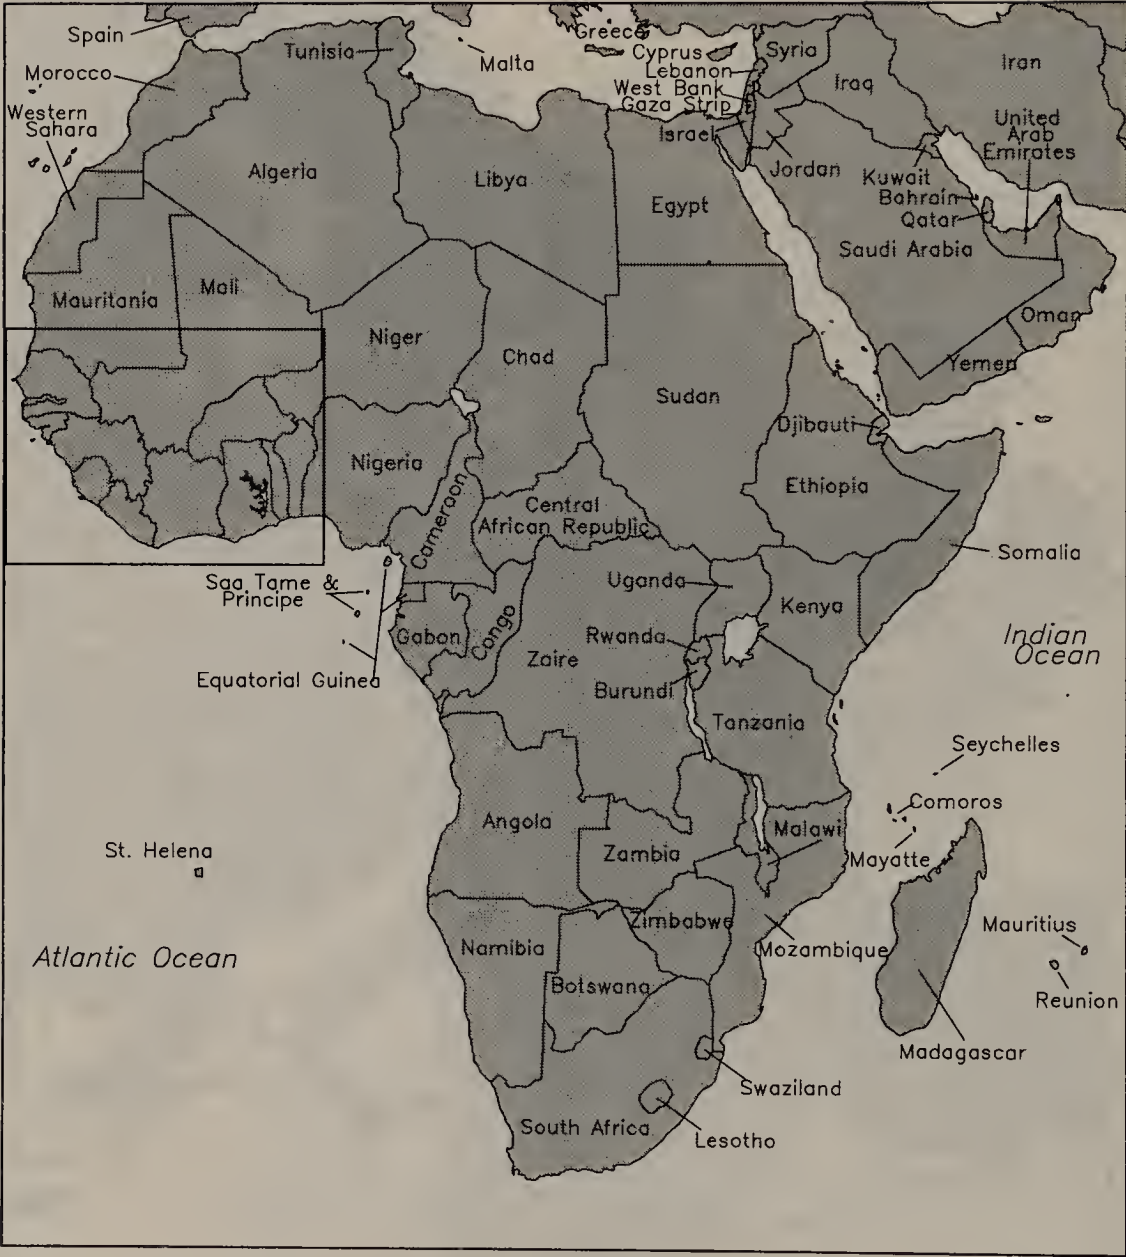 Spain
Morocco
Western
Sahara
Tunisia
Malta
Greece
Cyprus
Lebanon
West Bank
Gaza Strip
Israel
Syria
Iraq
Iran
Jordan
Kuwait
Bahrain
Qatar
United
Arab
Emirates
Saudi Arabia
Oman
Yemen
Algeria
Libya
Egypt
Mauritania
Mali
Niger
Chad
Sudan
Djibauti
Ethiopia
Somalia
Nigeria
Cameroon
Central
African Republic
Saa Tame &
Principe
Equatorial Guinea
Gabon
Congo
Zaire
Uganda
Kenya
Rwanda
Burundi
Tanzania
Indian
Ocean
Seychelles
Comoros
Mayatte
Angola
Zambia
Malawi
St. Helena
Atlantic Ocean
Namibia
Botswana
Zimbabwe
Mozambique
Mauritius
Reunion
Madagascar
Swaziland
South Africa
Lesotho